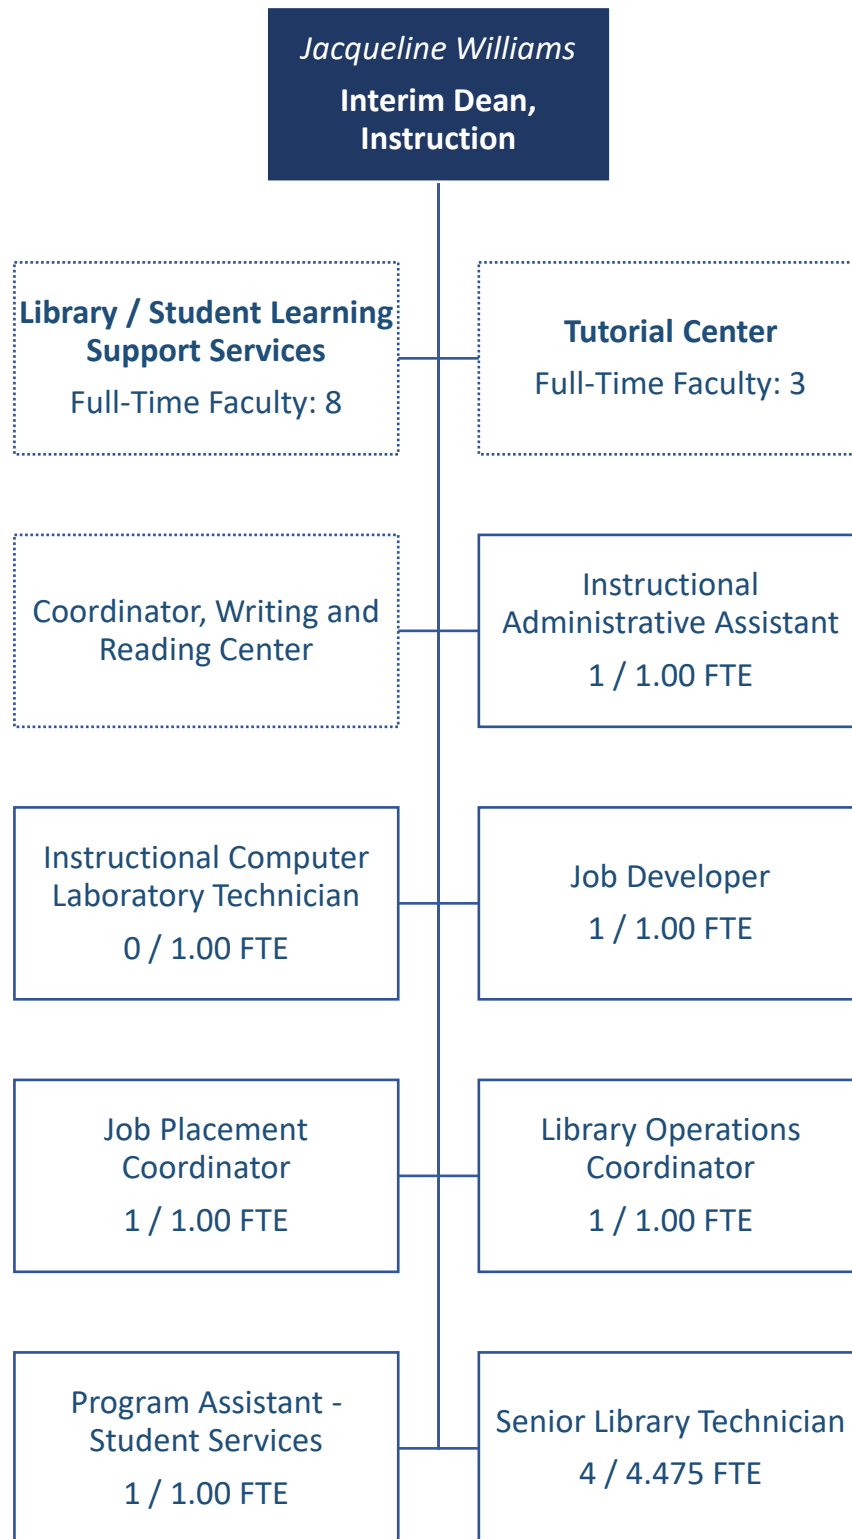 Jacqueline Williams
Interim Dean,
Instruction
Library / Student Learning
Support Services
Full-Time Faculty: 8
Tutorial Center
Full-Time Faculty: 3
Coordinator, Writing and
Reading Center
Instructional
Administrative Assistant
1 / 1.00 FTE
Instructional Computer
Laboratory Technician
0 / 1.00 FTE
Job Developer
1 / 1.00 FTE
Job Placement
Coordinator
1 / 1.00 FTE
Library Operations
Coordinator
1 / 1.00 FTE
Program Assistant -
Student Services
1 / 1.00 FTE
Senior Library Technician
4 / 4.475 FTE